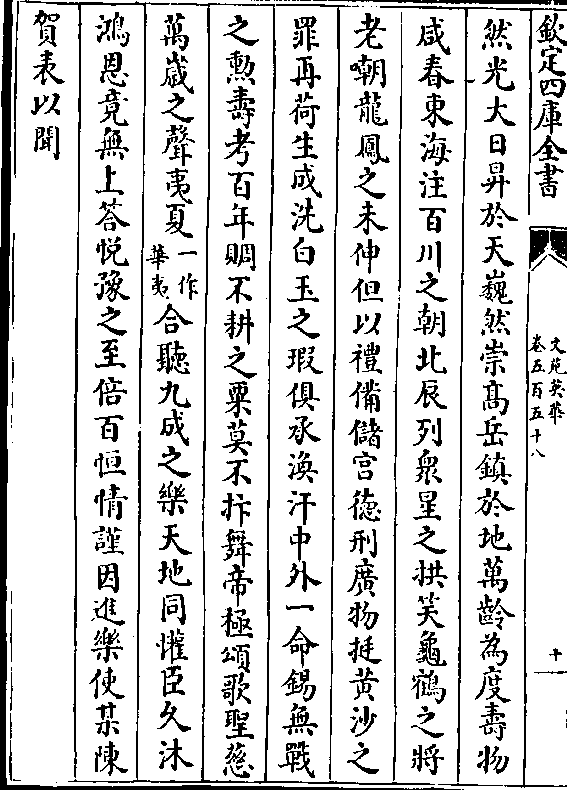 欽定四庫全書
文苑英華
卷五百五十八
十
然光大日昇於天巍然崇髙岳鎮於地萬齡為度壽物
咸春東海注百川之朝北辰列衆星之拱笑龜鶴之將
老嘲龍鳳之未伸但以禮備儲宫徳刑廣物挺黄沙之
罪再荷生成洗白玉之瑕俱承渙汗中外一命錫無戰
之勲壽考百年賜不耕之粟莫不抃舞帝極頌歌聖慈
萬嵗之聲夷夏一作華夷合聽九成之樂天地同懽臣久沐
鴻恩竟無上答悅豫之至倍百恒情謹因進樂使某陳
賀表以聞